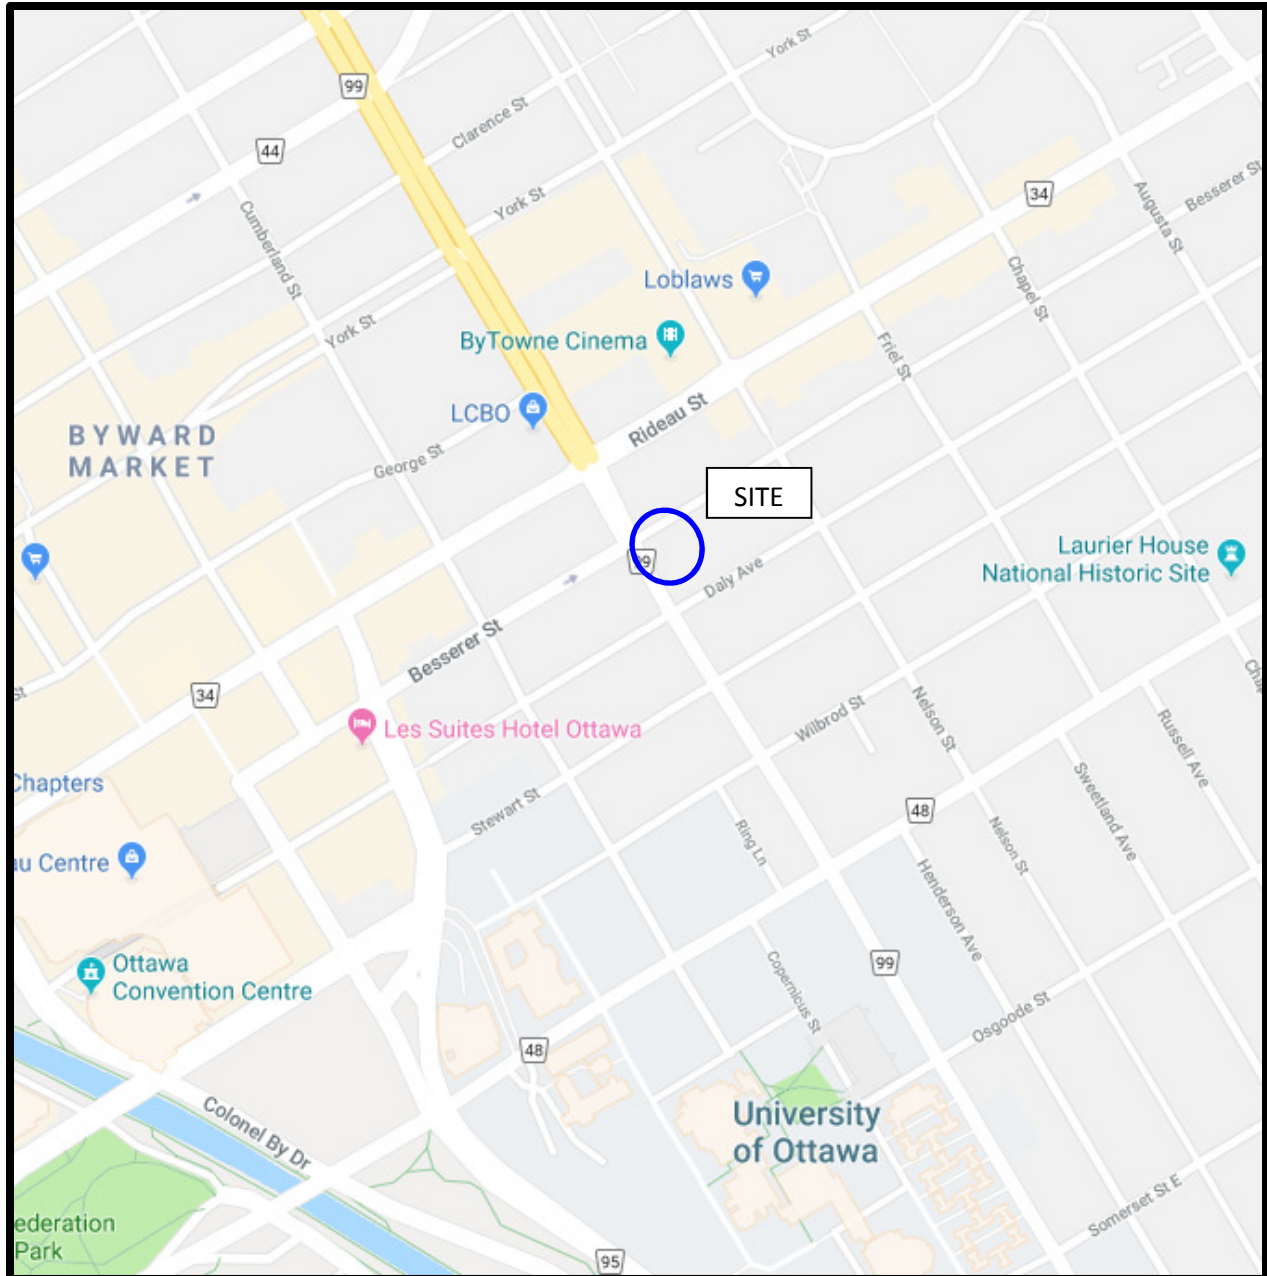 York St
99
Clarence St
44
34
Besserer St
York St
Augusta St
Cumberland St
Chapel St
Loblaws
York St
ByTowne Cinema
Friel St
LCBO
Rideau St
BYWARD
MARKET
George St
SITE
Laurier House
National Historic Site
Daly Ave
Besserer St
St
34
Nelson St
Les Suites Hotel Ottawa
Wilbrod St
Russell Ave
Chapters
Sweetland Ave
Stewart St
48
Ring Ln
Nelson St
au Centre
Henderson Ave
Ottawa
Convention Centre
99
Copernicus St
Osgoode St
48
Colonel By Dr
University
of Ottawa
ederation
Park
Somerset St E
95